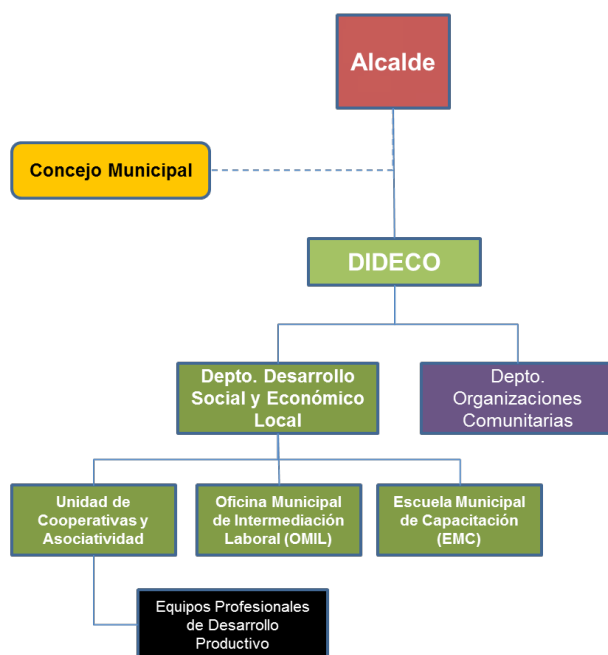 Alcalde
Concejo Municipal
DIDECO
Depto. Desarrollo
Social y Económico
Local
Depto.
Organizaciones
Comunitarias
Unidad de
Cooperativas y
Asociatividad
Oficina Municipal
de Intermediación
Laboral (OMIL)
Escuela Municipal
de Capacitación
(EMC)
Equipos Profesionales
de Desarrollo
Productivo